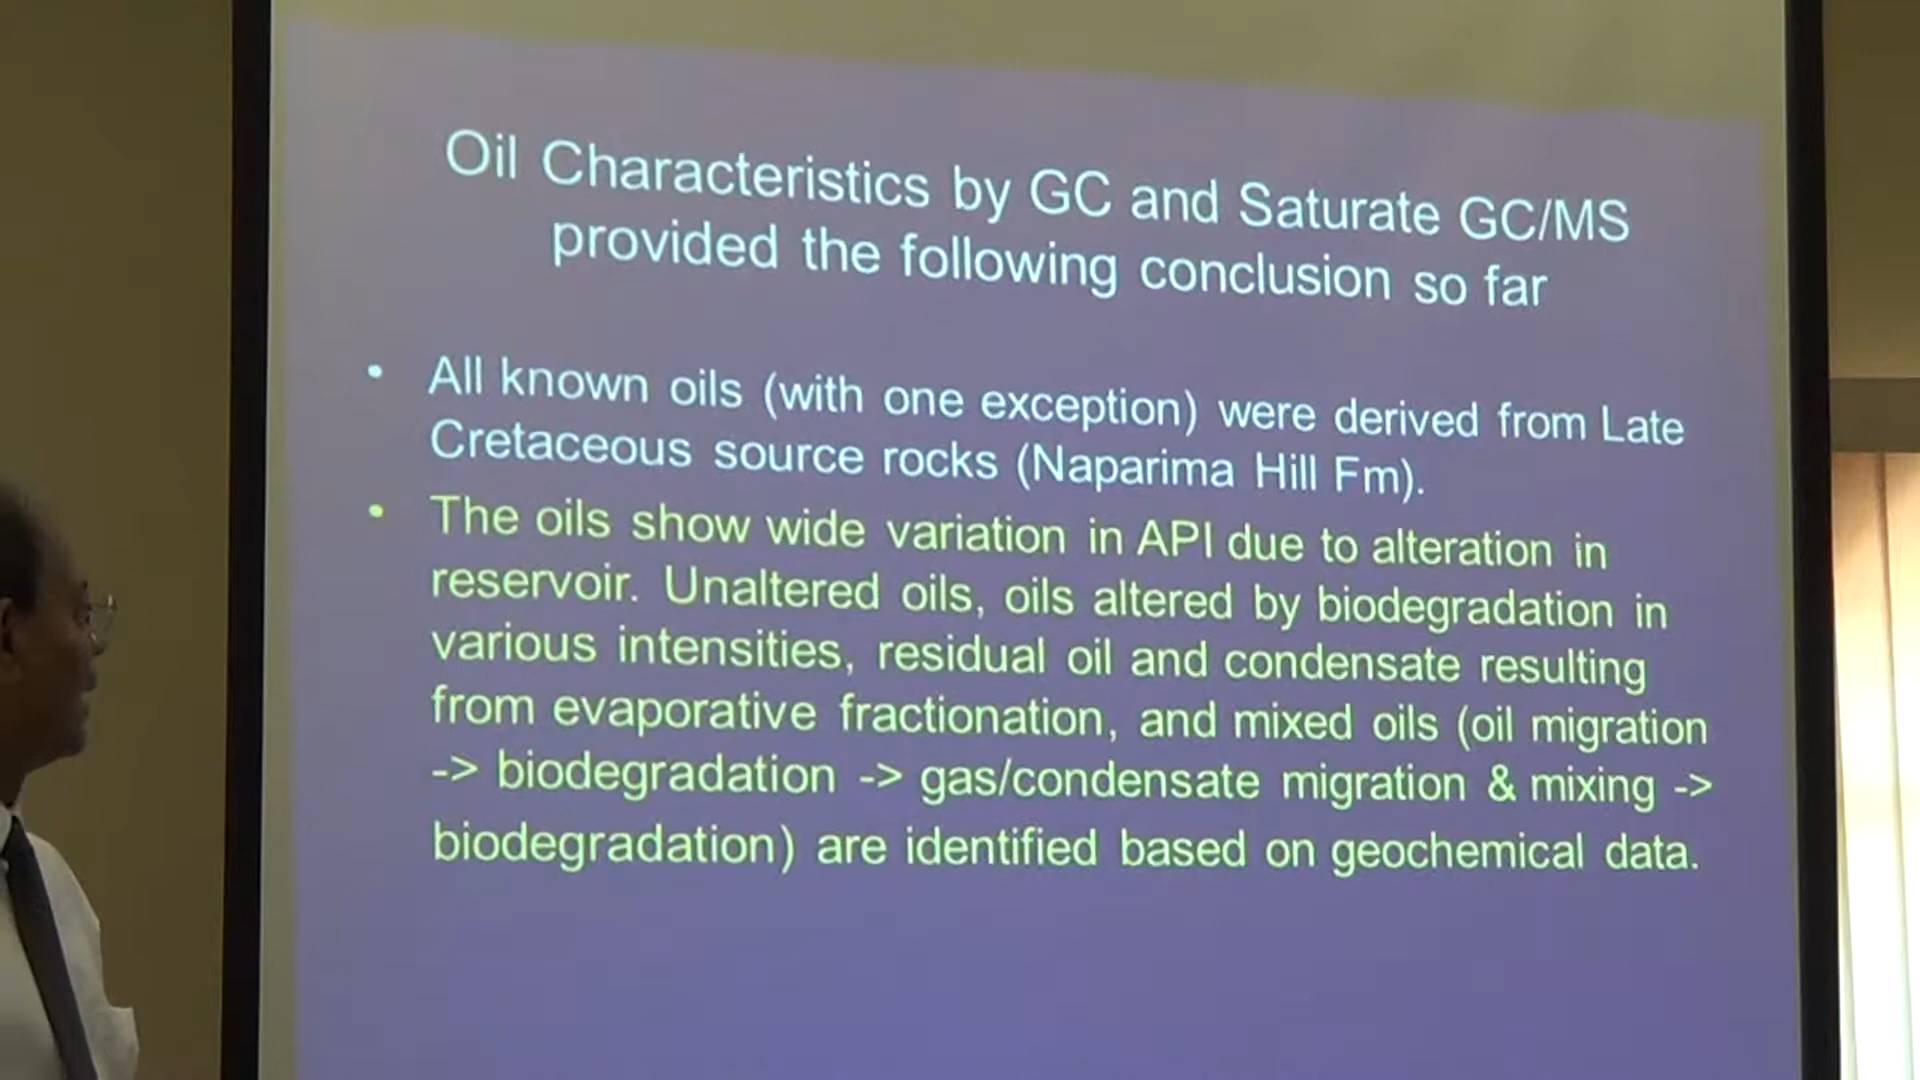 Oil Characteristics by GC and Saturate GC/MS
provided the following conclusion so far
• All known oils (with one exception) were derived from Late
Cretaceous source rocks (Naparima Hill Fm).
• The oils show wide variation in API due to alteration in
reservoir. Unaltered oils, oils altered by biodegradation in
various intensities, residual oil and condensate resulting
from evaporative fractionation, and mixed oils (oil migration
-> biodegradation -> gas/condensate migration & mixing ->
biodegradation) are identified based on geochemical data.